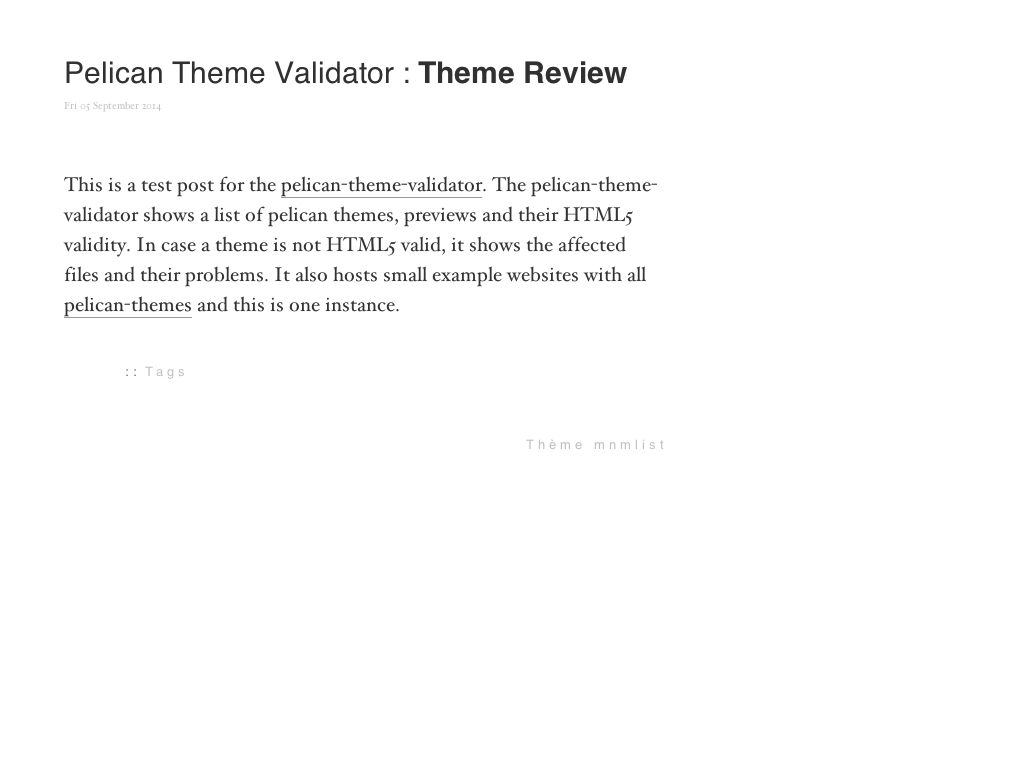 Pelican Theme Validator : Theme Review
Fri 05 September 2014
This is a test post for the pelican-theme-validator. The pelican-theme-
validator shows a list of pelican themes, previews and their HTML5
validity. In case a theme is not HTML5 valid, it shows the affected
files and their problems. It also hosts small example websites with all
pelican-themes and this is one instance.
:: Tags
Thème mnmlist